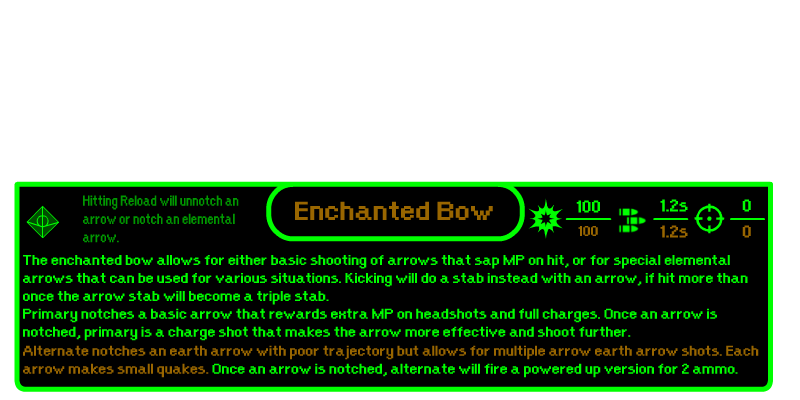 Hitting Reload will unnotch an
arrow or notch an elemental
arrow.
Enchanted Bow
100
100
1.2s
1.2s
0
0
The enchanted bow allows for either basic shooting of arrows that sap MP on hit, or for special elemental
arrows that can be used for various situations. Kicking will do a stab instead with an arrow, if hit more than
once the arrow stab will become a triple stab.
Primary notches a basic arrow that rewards extra MP on headshots and full charges. Once an arrow is
notched, primary is a charge shot that makes the arrow more effective and shoot further.
Alternate notches an earth arrow with poor trajectory but allows for multiple arrow earth arrow shots. Each
arrow makes small quakes. Once an arrow is notched, alternate will fire a powered up version for 2 ammo.